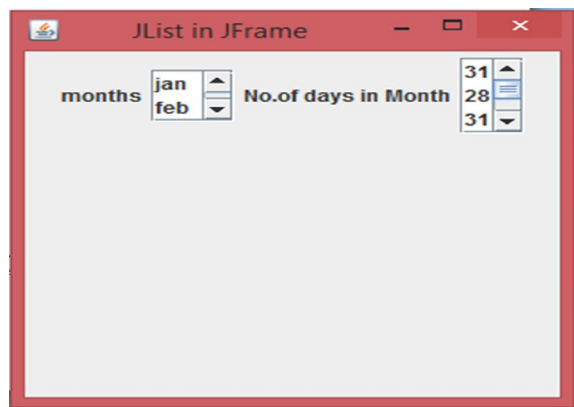 JList in JFrame
months
jan
feb
No.of days in Month
31
28
31